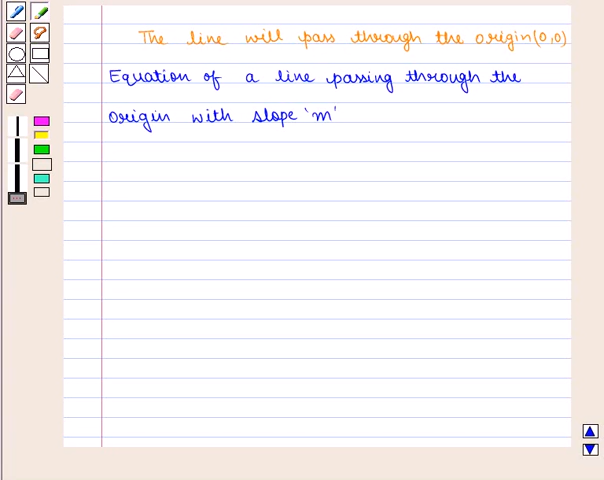 The line will pass through the origin(0,0)
Equation of a line passing through the
origin with slope 'm'